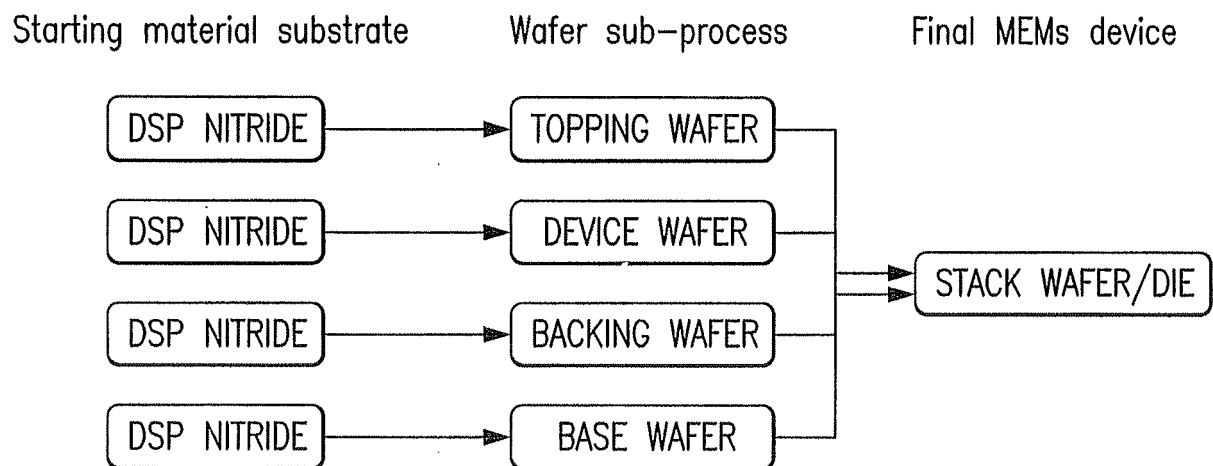 Starting material substrate
Wafer sub-process
Final MEMs device
DSP NITRIDE
TOPPING WAFER
DSP NITRIDE
DEVICE WAFER
STACK WAFER/DIE
DSP NITRIDE
BACKING WAFER
DSP NITRIDE
BASE WAFER